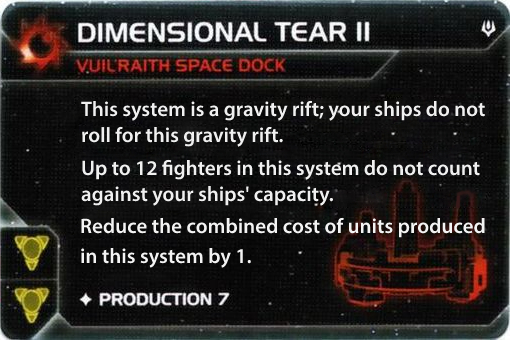 DIMENSIONAL TEAR II
VUIL'RAITH SPACE DOCK
This system is a gravity rift; your ships do not
roll for this gravity rift.
Up to 12 fighters in this system do not count
against your ships' capacity.
Reduce the combined cost of units produced
in this system by 1.
PRODUCTION 7